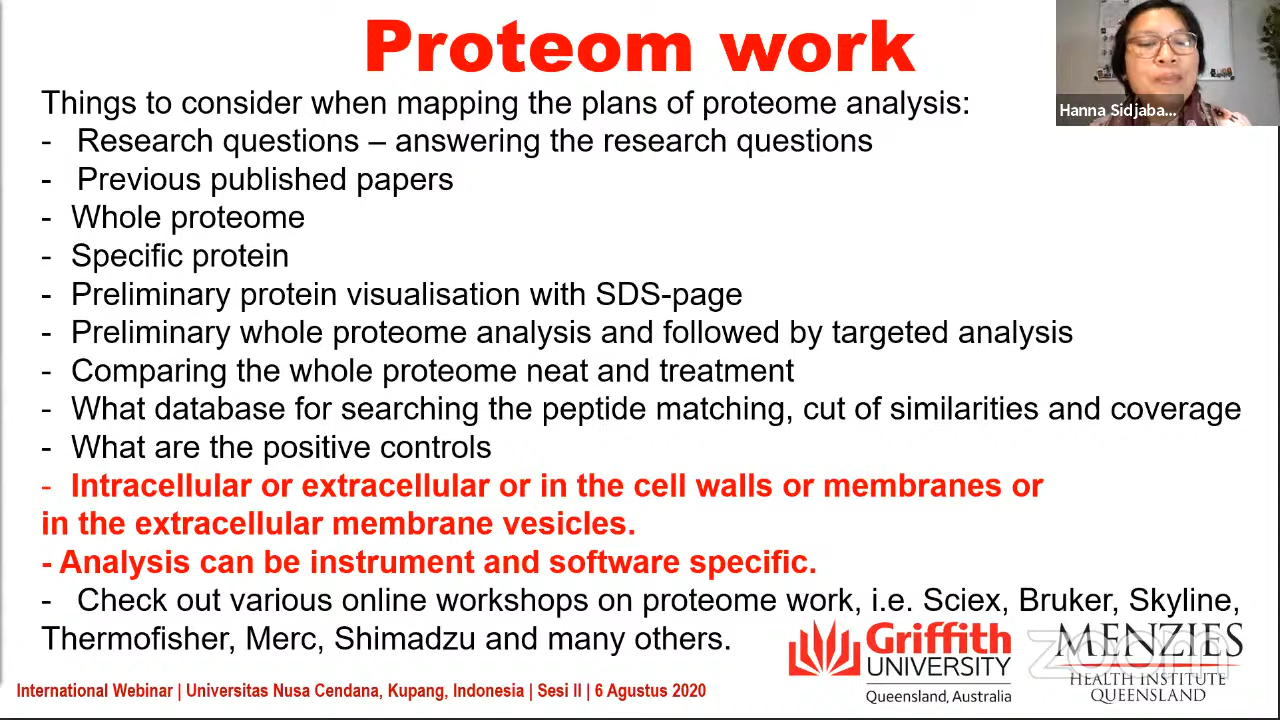 Proteom work
Hanna Sidjaba...
Things to consider when mapping the plans of proteome analysis:
- Research questions – answering the research questions
- Previous published papers
- Whole proteome
- Specific protein
- Preliminary protein visualisation with SDS-page
- Preliminary whole proteome analysis and followed by targeted analysis
- Comparing the whole proteome neat and treatment
- What database for searching the peptide matching, cut of similarities and coverage
- What are the positive controls
- Intracellular or extracellular or in the cell walls or membranes or
in the extracellular membrane vesicles.
- Analysis can be instrument and software specific.
- Check out various online workshops on proteome work, i.e. Sciex, Bruker, Skyline,
Thermofisher, Merc, Shimadzu and many others.
Griffith
UNIVERSITY
Queensland, Australia
zoom
MENZIES
HEALTH INSTITUTE
QUEENSLAND
International Webinar | Universitas Nusa Cendana, Kupang, Indonesia | Sesi II | 6 Agustus 2020